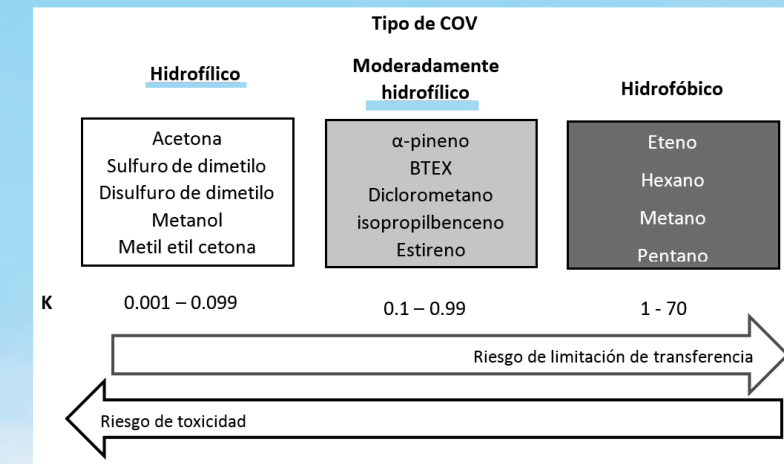 Tipo de COV
Hidrofílico
Moderadamente
hidrofílico
Hidrofóbico
Acetona
Sulfuro de dimetilo
Disulfuro de dimetilo
Metanol
Metil etil cetona
α-pineno
BTEX
Diclorometano
isopropilbenceno
Estireno
Eteno
Hexano
Metano
Pentano
K 0.001 – 0.099 0.1 – 0.99 1 - 70
Riesgo de limitación de transferencia
Riesgo de toxicidad